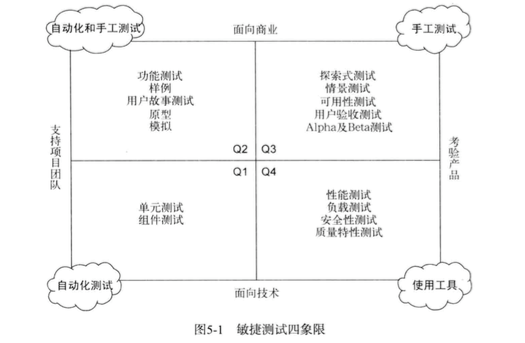 自动化和手工测试
面向商业
手工测试
功能测试
样例
用户故事测试
原型
模拟
探索式测试
情景测试
可用性测试
用户验收测试
Alpha及Beta测试
支持项目团队
Q2
Q3
考验产品
Q1
Q4
单元测试
组件测试
性能测试
负载测试
安全性测试
质量特性测试
自动化测试
面向技术
使用工具
图5-1 敏捷测试四象限